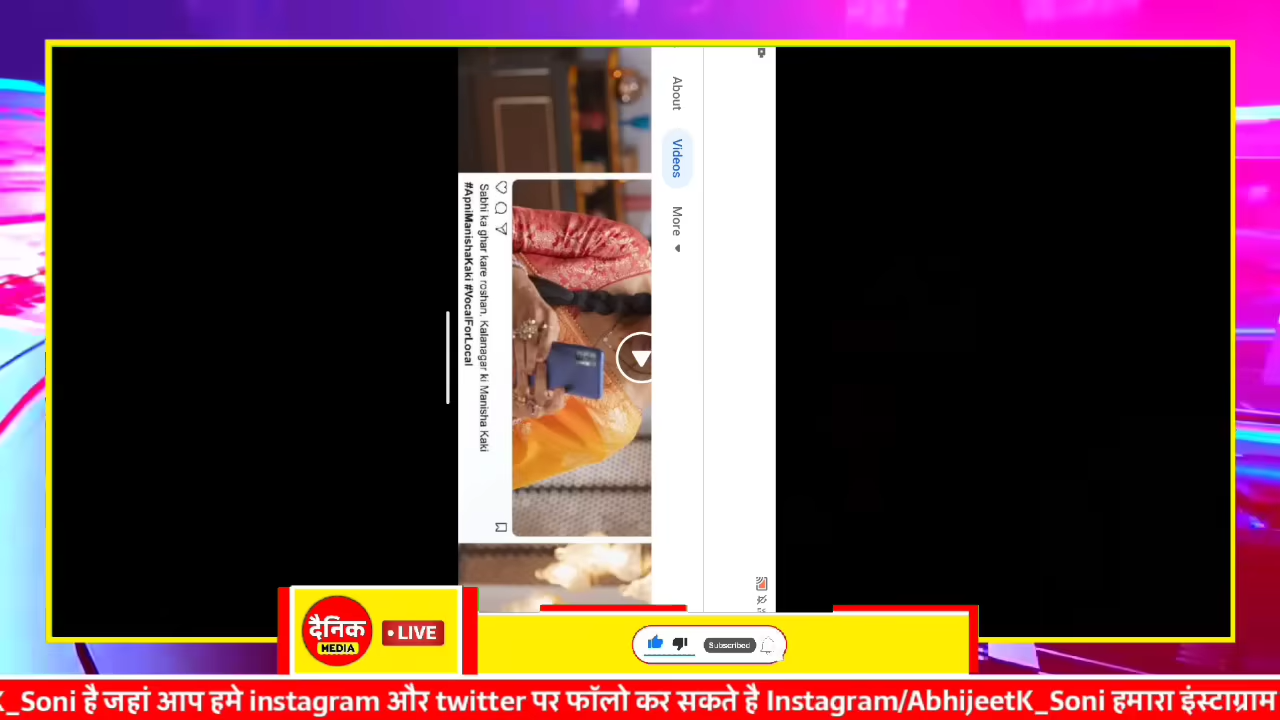 About
Videos
More
Sabhi ka ghar kare roshan, Kalanagar ki Manisha Kaki
#ApniManishaKaki #VocalForLocal
दैनिक
MEDIA
LIVE
Subscribed
K_Soni है जहां आप हमे instagram और twitter पर फॉलो कर सकते है Instagram/AbhijeetK_Soni हमारा इंस्टाग्राम